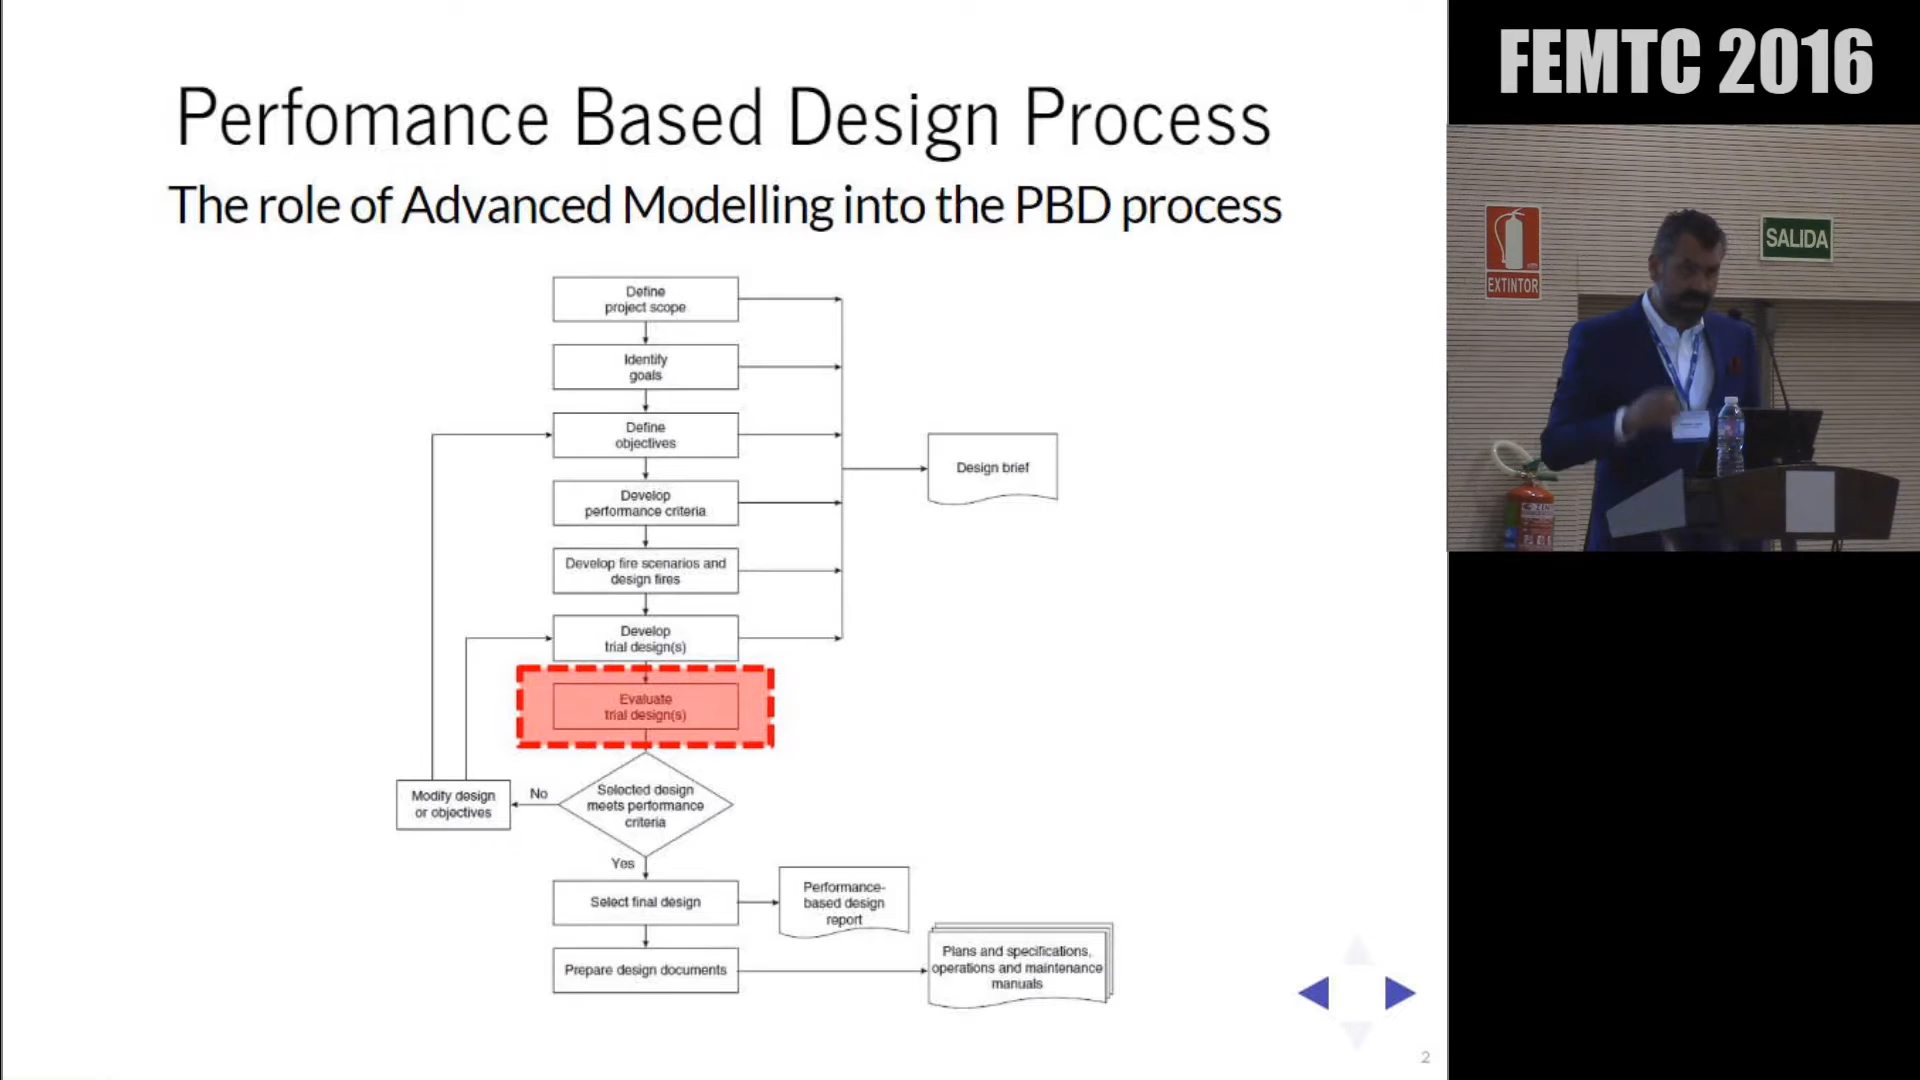 Perfomance Based Design Process
The role of Advanced Modelling into the PBD process
Define
project scope
Identify
goals
Define
objectives
Develop
performance criteria
Develop fire scenarios and
design fires
Develop
trial design(s)
Evaluate
trial design(s)
Selected design
meets performance
criteria
No
Modify design
or objectives
Yes
Select final design
Prepare design documents
Design brief
Performance-
based design
report
Plans and specifications,
operations and maintenance
manuals
2
FEMTC 2016
EXTINTOR
SALIDA